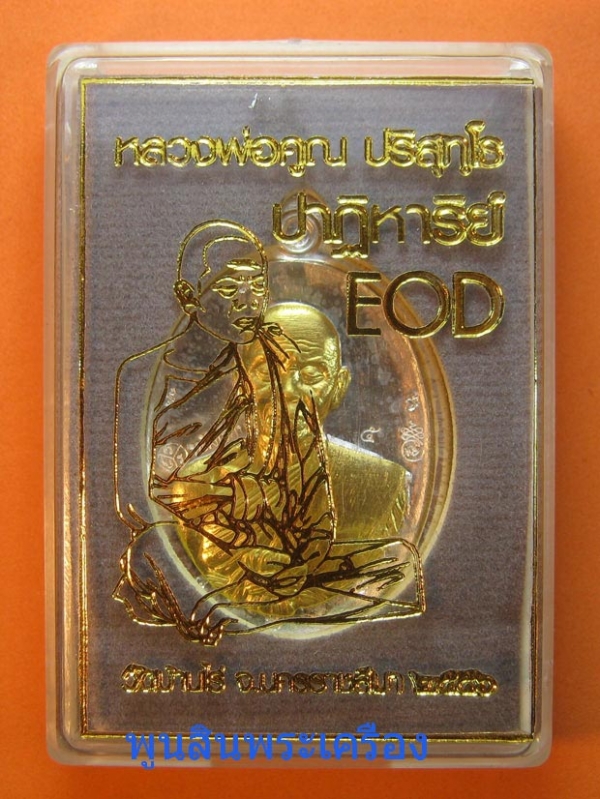 หลวงพ่อคูณ ปริสุทฺโธ
ปาฏิหาริย์
EOD
วัดบ้านไร่ จ.นครราชสีมา ๒๕๕๖
พูนสินพระเครื่อง